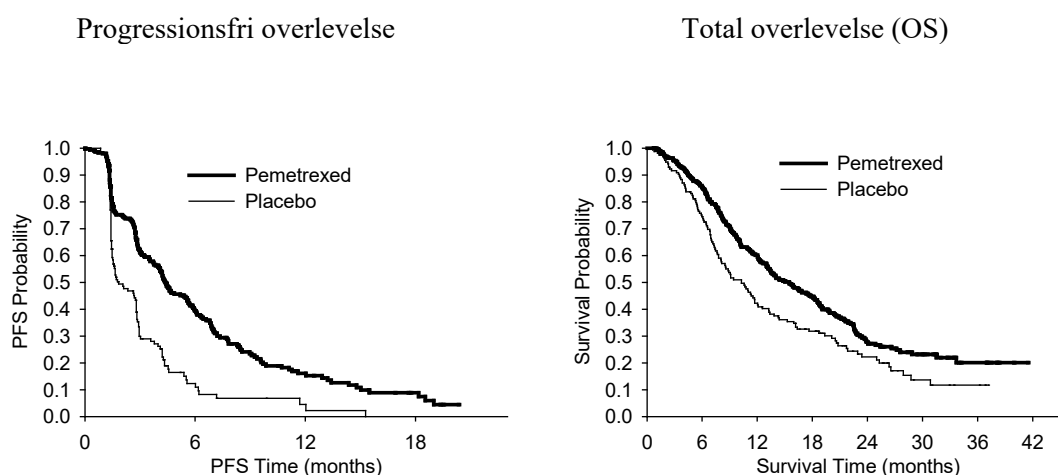 Progressionsfri overlevelse
Total overlevelse (OS)
PFS Probability
1.0
0.9
0.8
0.7
0.6
0.5
0.4
0.3
0.2
0.1
0.0
Pemetrexed
Placebo
0 6 12 18
PFS Time (months)
Survival Probability
1.0
0.9
0.8
0.7
0.6
0.5
0.4
0.3
0.2
0.1
0.0
Pemetrexed
Placebo
0 6 12 18 24 30 36 42
Survival Time (months)